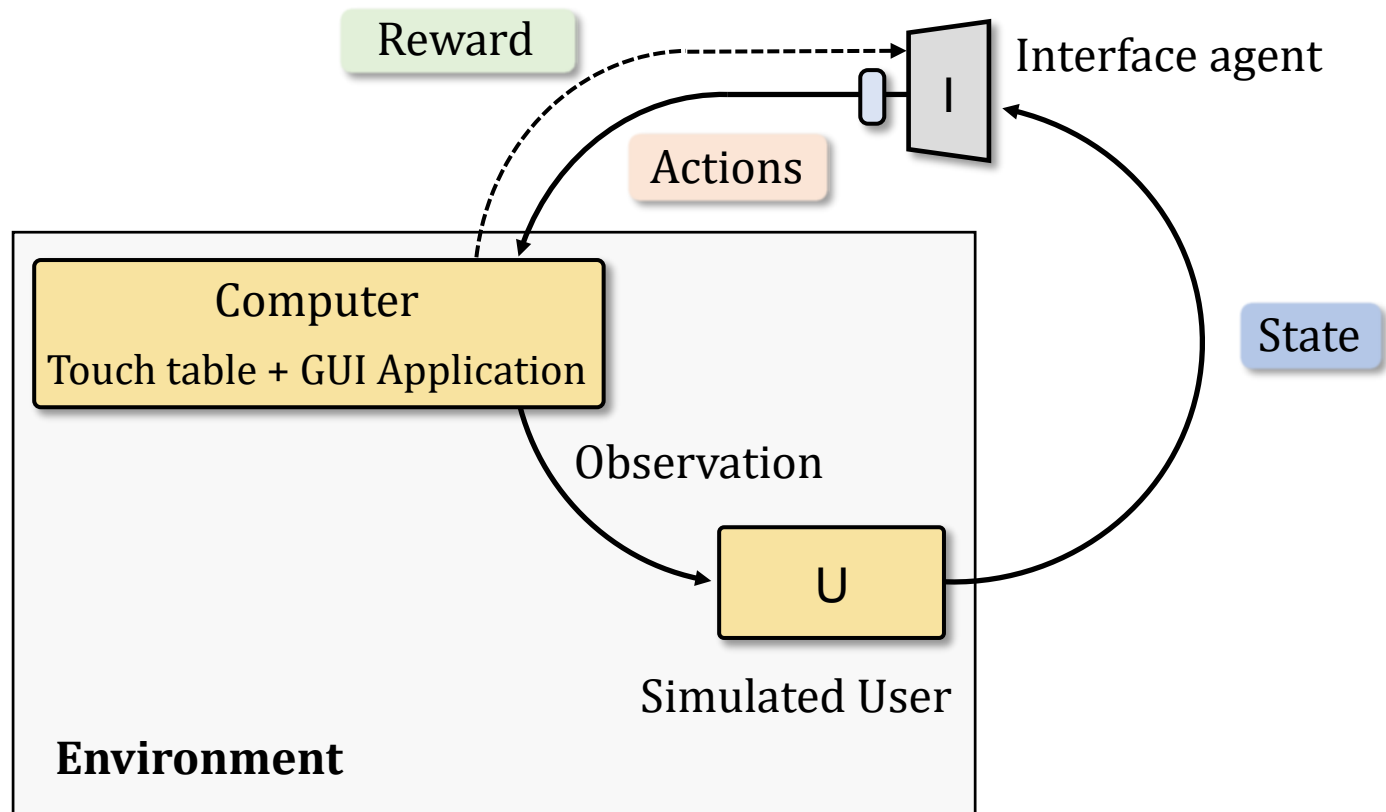 Reward
Interface agent
I
Actions
Computer
Touch table + GUI Application
State
Observation
U
Simulated User
Environment